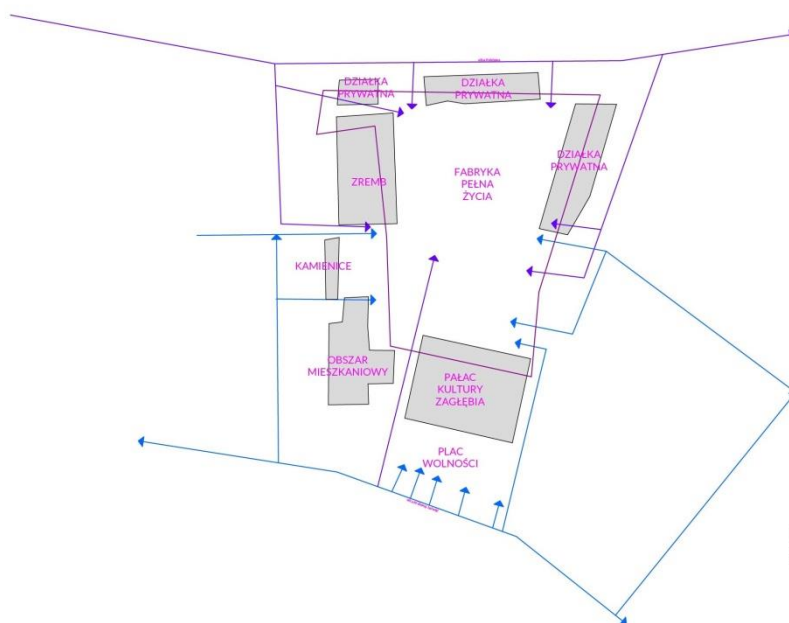 DZIAŁKA
PRYWATNA
DZIAŁKA
PRYWATNA
DZIAŁKA
PRYWATNA
FABRYKA
PEŁNA
ŻYCIA
ZREMB
KAMIENICE
OBSZAR
MIESZKANIOWY
PAŁAC
KULTURY
ZAGŁĘBIA
PLAC
WOLNOŚCI